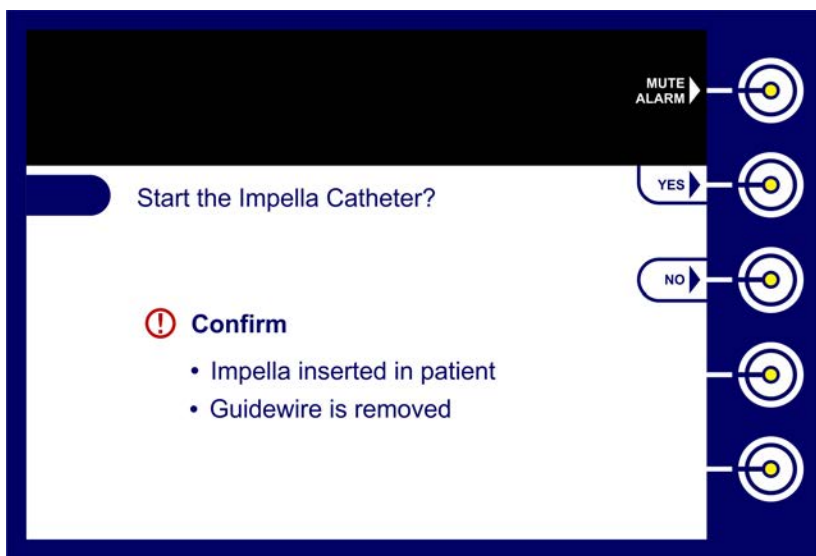 MUTE
ALARM
Start the Impella Catheter?
YES
NO
! Confirm
• Impella inserted in patient
• Guidewire is removed